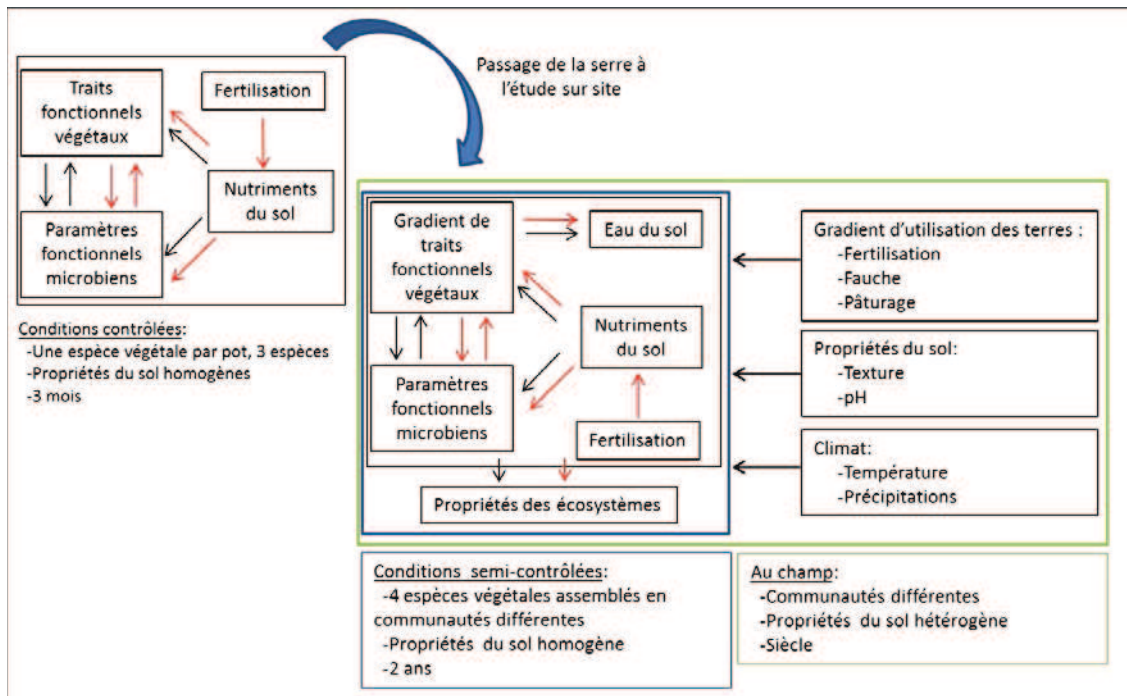 Passage de la serre à
l'étude sur site
Traits
fonctionnels
végétaux
Fertilisation
Nutriments
du sol
Paramètres
fonctionnels
microbiens
Conditions contrôlées:
-Une espèce végétale par pot, 3 espèces
-Propriétés du sol homogènes
-3 mois
Gradient de
traits
fonctionnels
végétaux
Eau du sol
Nutriments
du sol
Paramètres
fonctionnels
microbiens
Fertilisation
Propriétés des écosystèmes
Gradient d'utilisation des terres :
-Fertilisation
-Fauche
-Pâturage
Propriétés du sol:
-Texture
-pH
Climat:
-Température
-Précipitations
Conditions semi-contrôlées:
-4 espèces végétales assemblés en
communautés différentes
-Propriétés du sol homogène
-2 ans
Au champ:
-Communautés différentes
-Propriétés du sol hétérogène
-Siècle